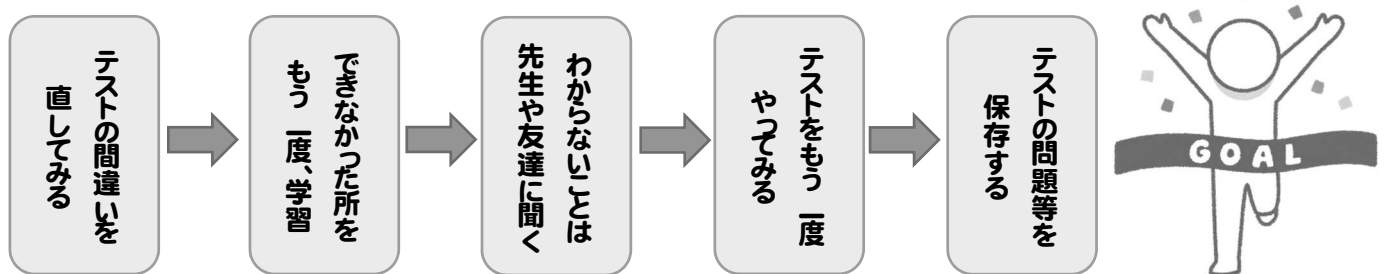 テストの間違いを
直してみる
できなかった所を
もう一度、学習
わからないことは
先生や友達に聞く
テストをもう一度
やってみる
テストの問題等を
保存する
GOAL